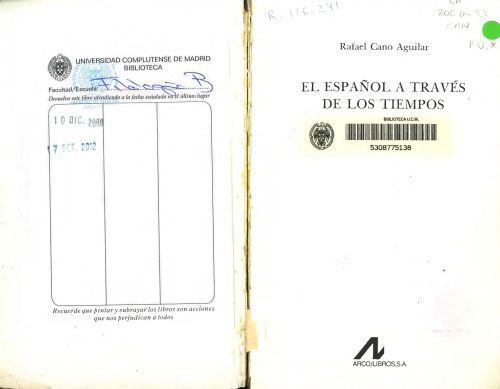 UNIVERSIDAD COMPLUTENSE DE MADRID
BIBLIOTECA
Facultad/Escuela: Filología B
Devuelva este libro atendiendo a la fecha señalada en el último lugar
10 DIC. 2008
7 OCT. 2012
Recuerde que pintar y subrayar los libros son acciones
que nos perjudican a todos
R. 116.241
Rafael Cano Aguilar
EL ESPAÑOL A TRAVÉS
DE LOS TIEMPOS
BIBLIOTECA U.C.M.
5308775138
ARCO/LIBROS, S.A.